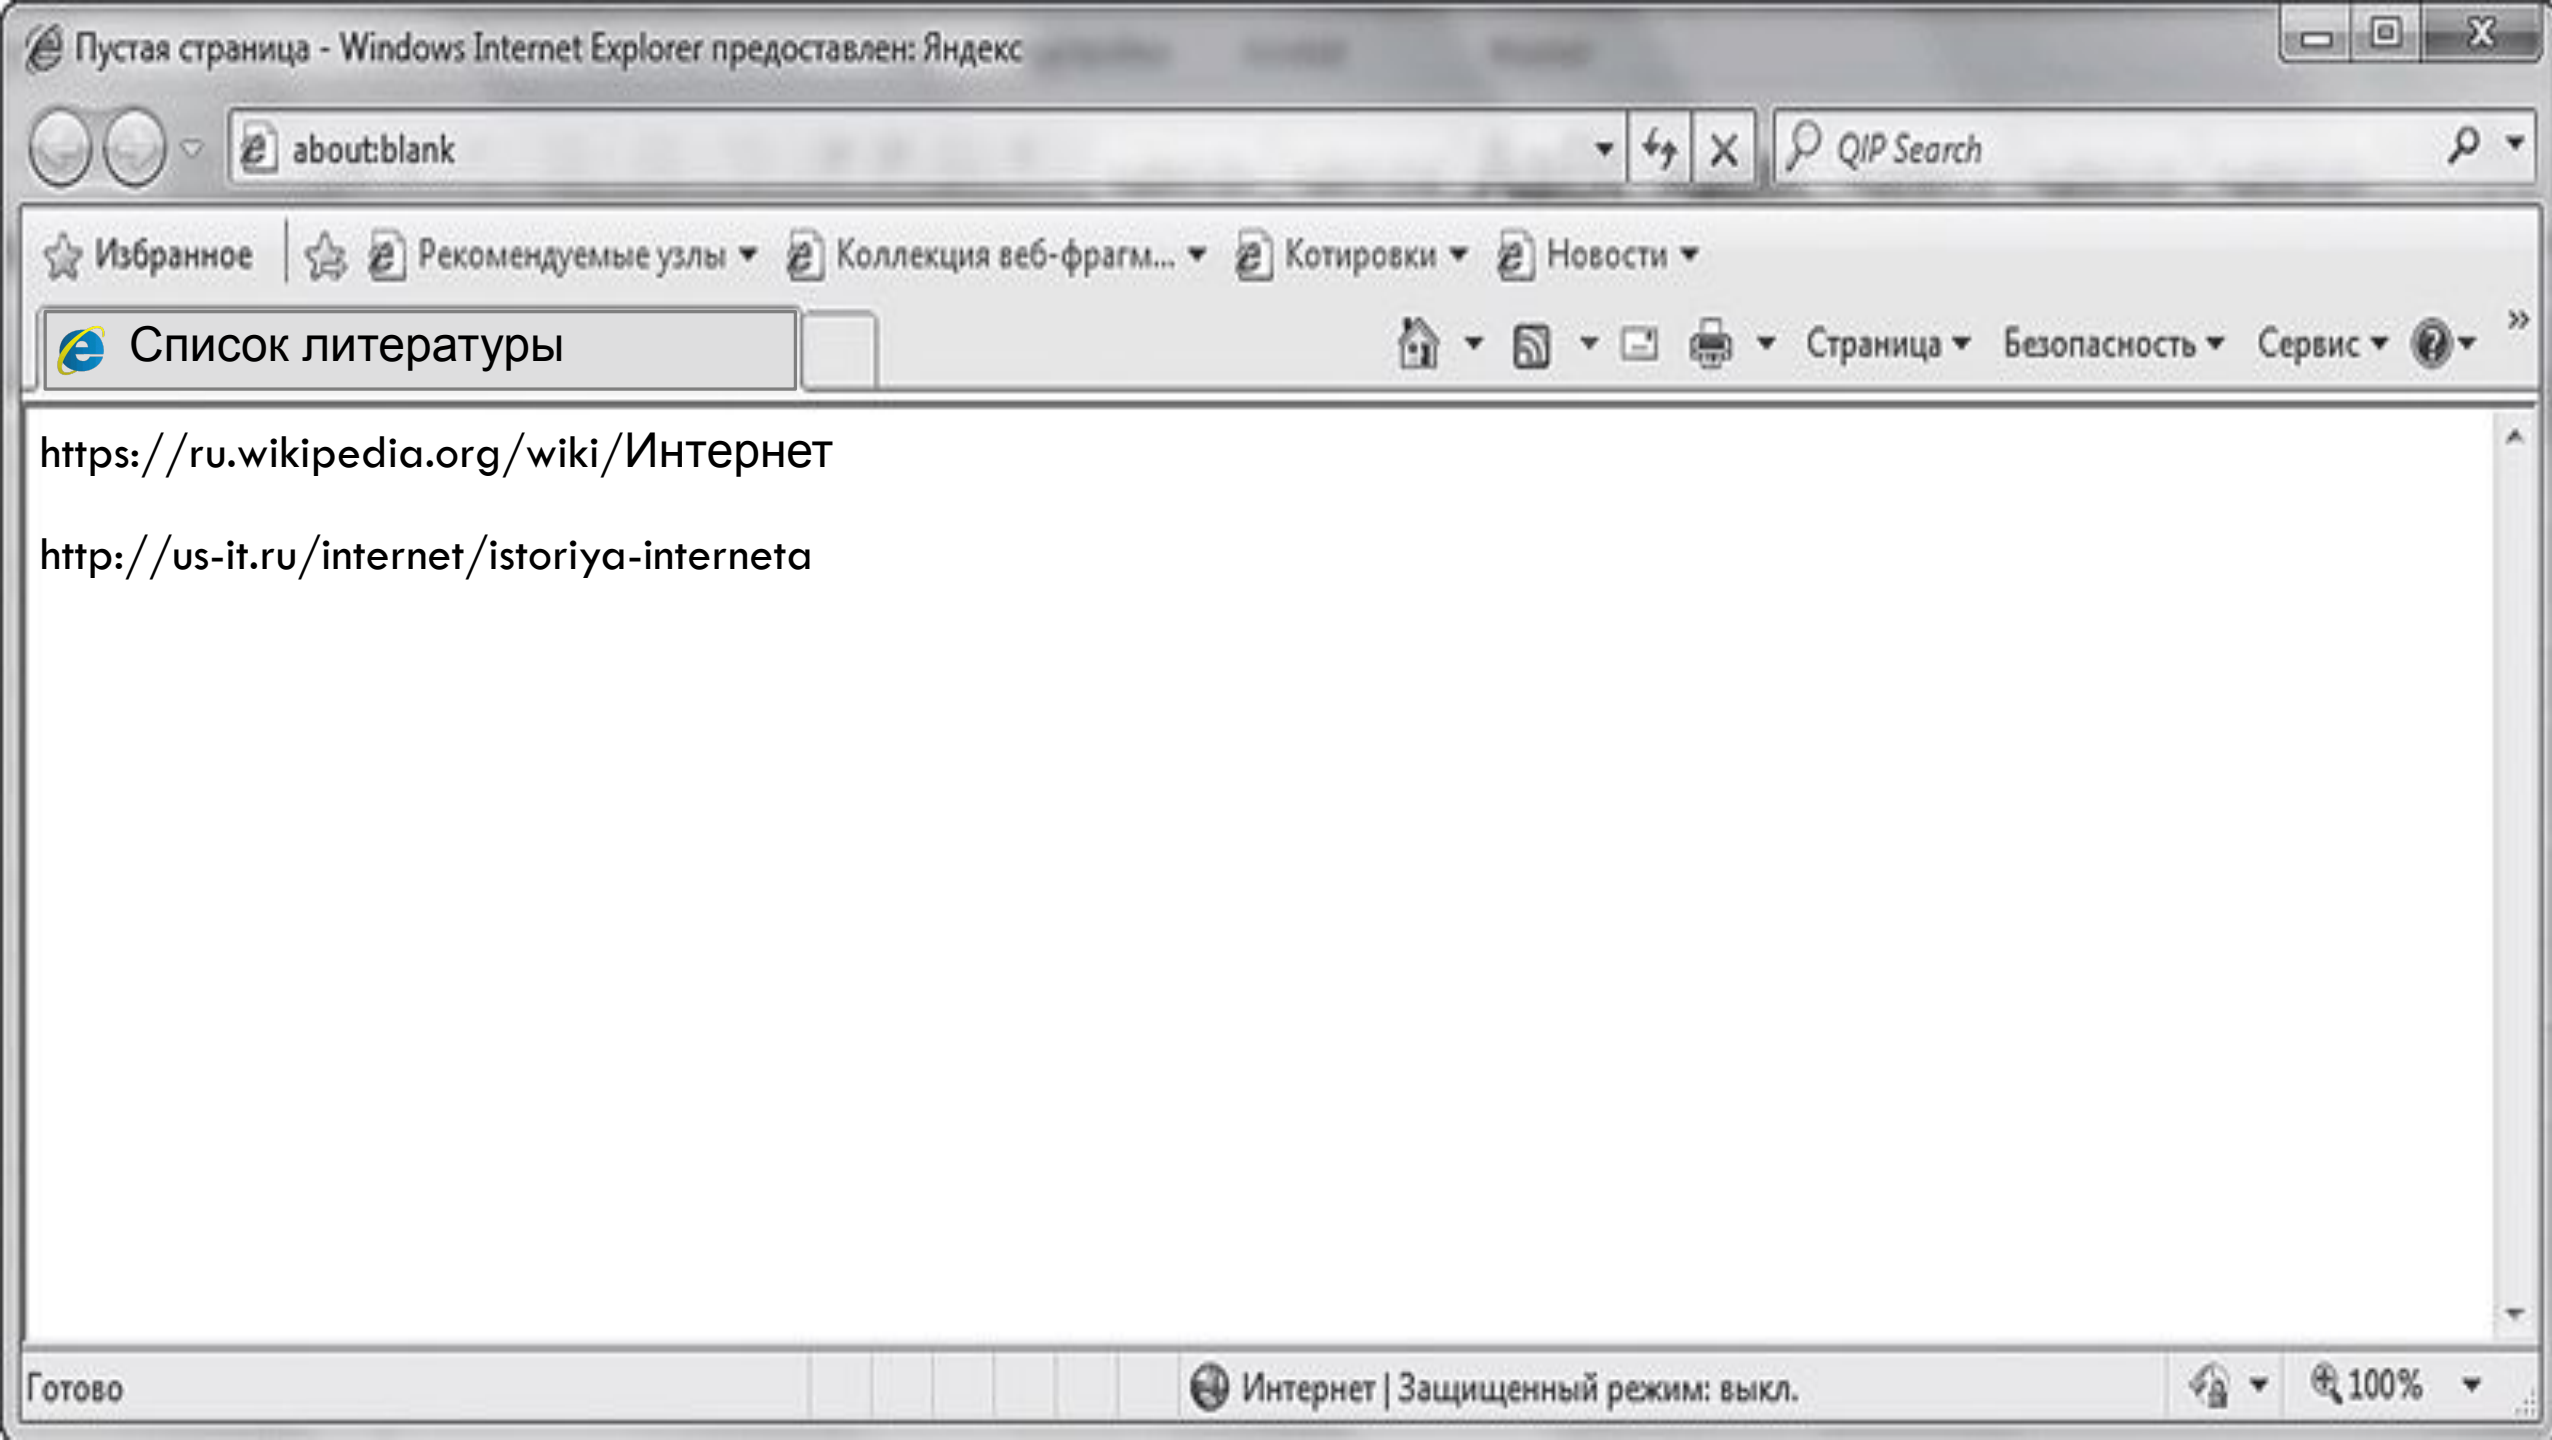 Пустая страница - Windows Internet Explorer предоставлен: Яндекс
about:blank
QIP Search
Избранное
Рекомендуемые узлы
Коллекция веб-фрагм...
Котировки
Новости
Список литературы
Страница
Безопасность
Сервис
https://ru.wikipedia.org/wiki/Интернет
http://us-it.ru/internet/istoriya-interneta
Готово
Интернет | Защищенный режим: выкл.
100%